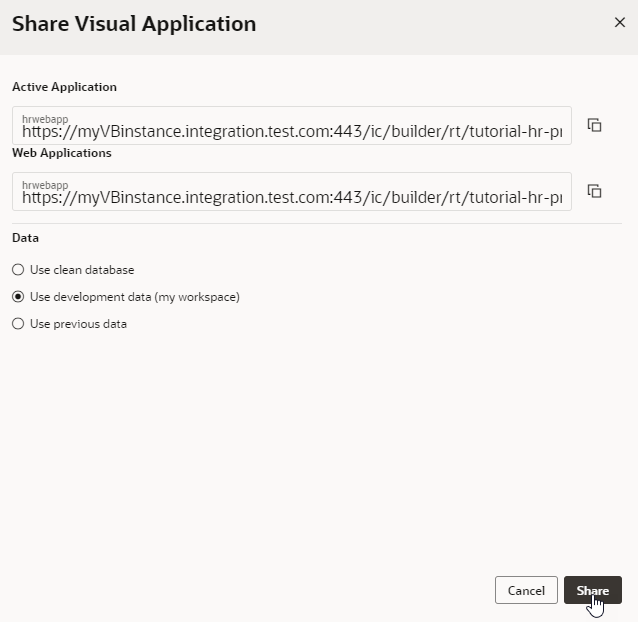 Share Visual Application
Active Application
hrwebapp
https://myVBinstance.integration.test.com:443/ic/builder/rt/tutorial-hr-pr
Web Applications
hrwebapp
https://myVBinstance.integration.test.com:443/ic/builder/rt/tutorial-hr-pr
Data
Use clean database
Use development data (my workspace)
Use previous data
Cancel
Share